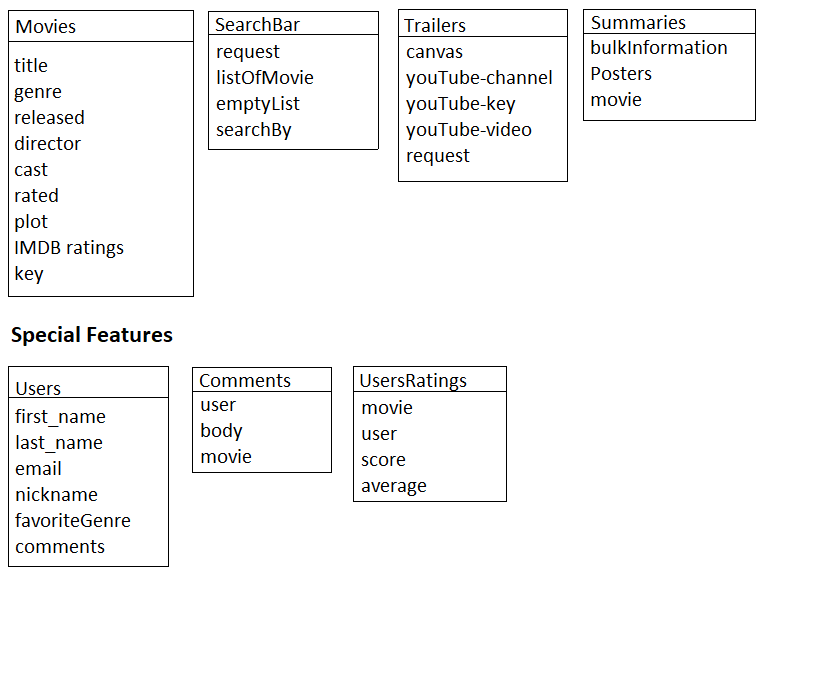 Movies
title
genre
released
director
cast
rated
plot
IMDB ratings
key
SearchBar
request
listOfMovie
emptyList
searchBy
Trailers
canvas
youTube-channel
youTube-key
youTube-video
request
Summaries
bulkInformation
Posters
movie
Special Features
Users
first_name
last_name
email
nickname
favoriteGenre
comments
Comments
user
body
movie
UsersRatings
movie
user
score
average